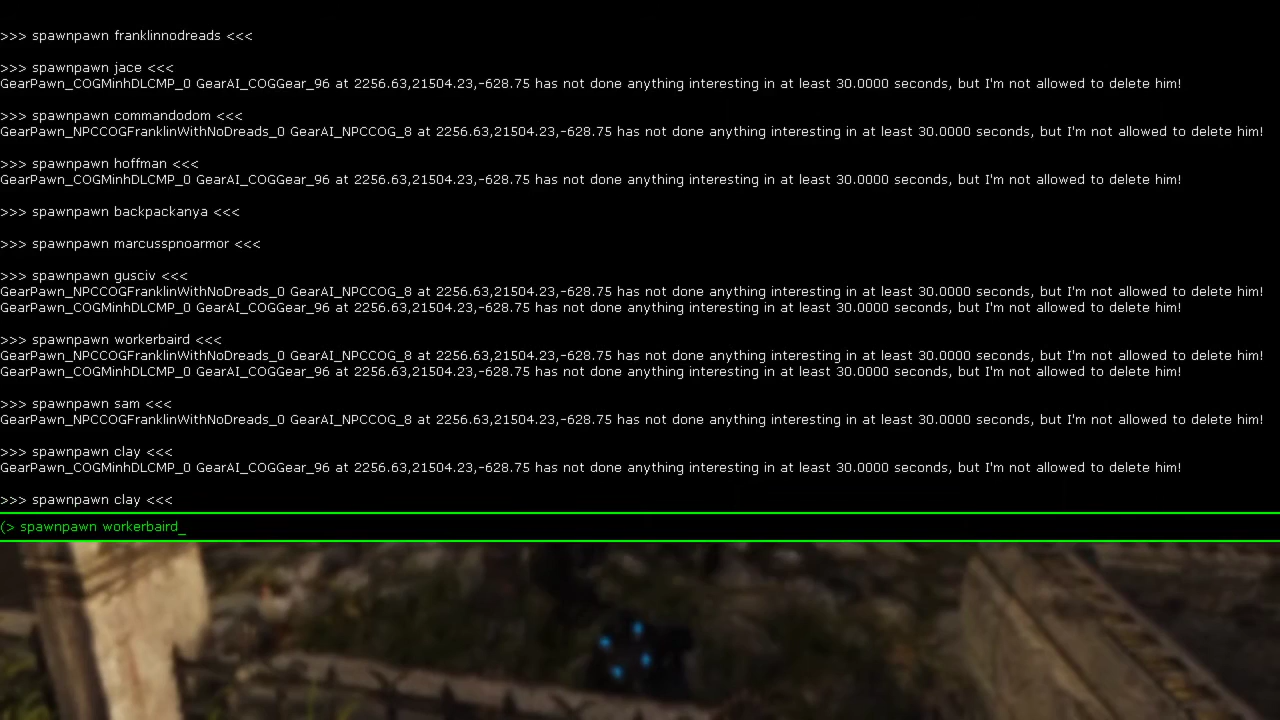 >>> spawnpawn franklinnodreads <<<
>>> spawnpawn jace <<<
GearPawn_COGMinhDLCMP_0 GearAI_COGGear_96 at 2256.63,21504.23,-628.75 has not done anything interesting in at least 30.0000 seconds, but I'm not allowed to delete him!
>>> spawnpawn commandodom <<<
GearPawn_NPCCOGFranklinWithNoDreads_0 GearAI_NPCCOG_8 at 2256.63,21504.23,-628.75 has not done anything interesting in at least 30.0000 seconds, but I'm not allowed to delete him!
>>> spawnpawn hoffman <<<
GearPawn_COGMinhDLCMP_0 GearAI_COGGear_96 at 2256.63,21504.23,-628.75 has not done anything interesting in at least 30.0000 seconds, but I'm not allowed to delete him!
>>> spawnpawn backpackanya <<<
>>> spawnpawn marcusspnoarmor <<<
>>> spawnpawn gusciv <<<
GearPawn_NPCCOGFranklinWithNoDreads_0 GearAI_NPCCOG_8 at 2256.63,21504.23,-628.75 has not done anything interesting in at least 30.0000 seconds, but I'm not allowed to delete him!
GearPawn_COGMinhDLCMP_0 GearAI_COGGear_96 at 2256.63,21504.23,-628.75 has not done anything interesting in at least 30.0000 seconds, but I'm not allowed to delete him!
>>> spawnpawn workerbaird <<<
GearPawn_NPCCOGFranklinWithNoDreads_0 GearAI_NPCCOG_8 at 2256.63,21504.23,-628.75 has not done anything interesting in at least 30.0000 seconds, but I'm not allowed to delete him!
GearPawn_COGMinhDLCMP_0 GearAI_COGGear_96 at 2256.63,21504.23,-628.75 has not done anything interesting in at least 30.0000 seconds, but I'm not allowed to delete him!
>>> spawnpawn sam <<<
GearPawn_NPCCOGFranklinWithNoDreads_0 GearAI_NPCCOG_8 at 2256.63,21504.23,-628.75 has not done anything interesting in at least 30.0000 seconds, but I'm not allowed to delete him!
>>> spawnpawn clay <<<
GearPawn_COGMinhDLCMP_0 GearAI_COGGear_96 at 2256.63,21504.23,-628.75 has not done anything interesting in at least 30.0000 seconds, but I'm not allowed to delete him!
>>> spawnpawn clay <<<
(> spawnpawn workerbaird_